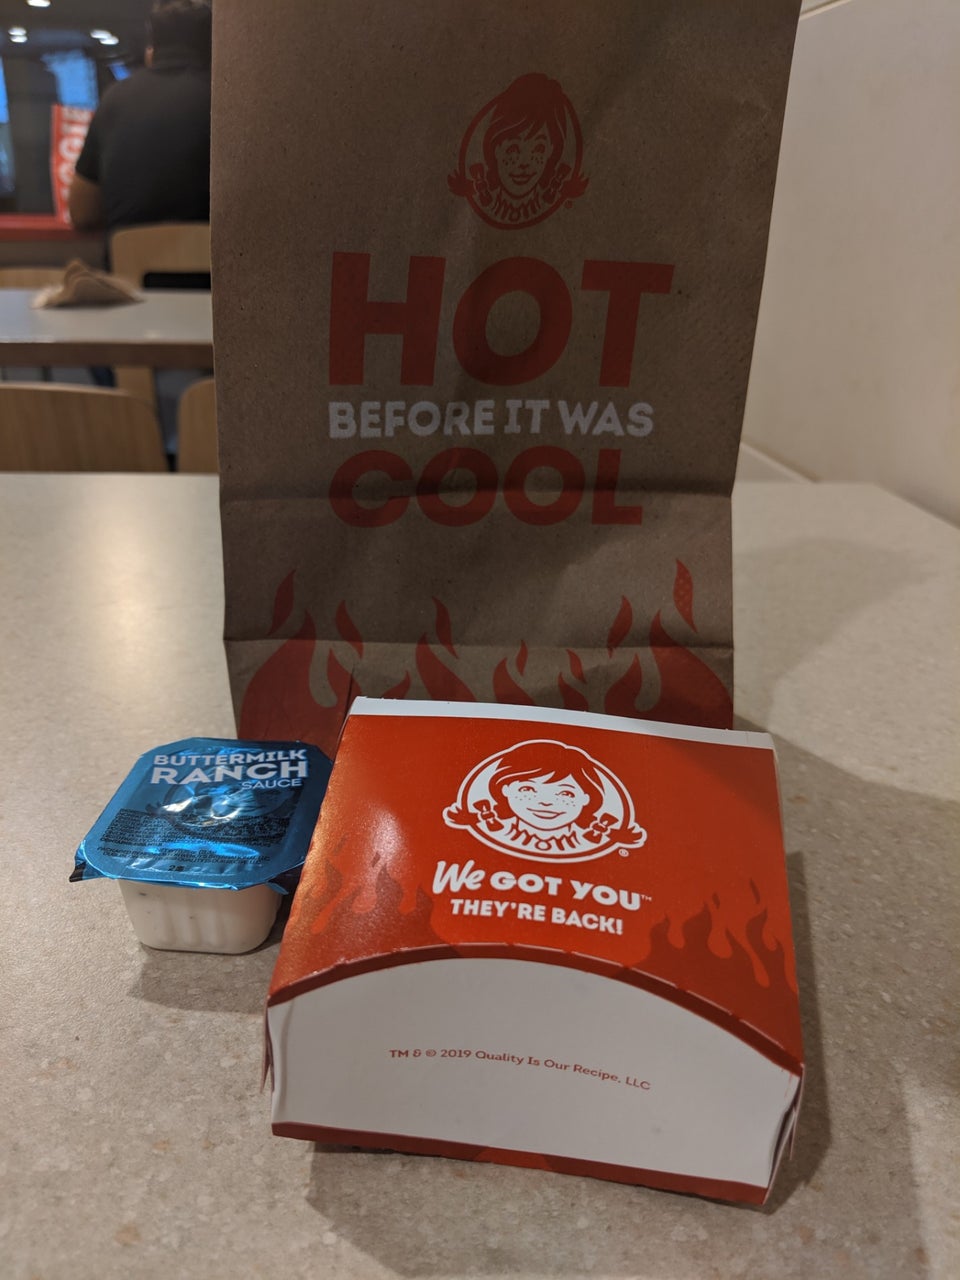 HOT
BEFORE IT WAS
COOL
BUTTERMILK
RANCH
SAUCE
We GOT YOU™
THEY'RE BACK!
TM & © 2019 Quality Is Our Recipe, LLC